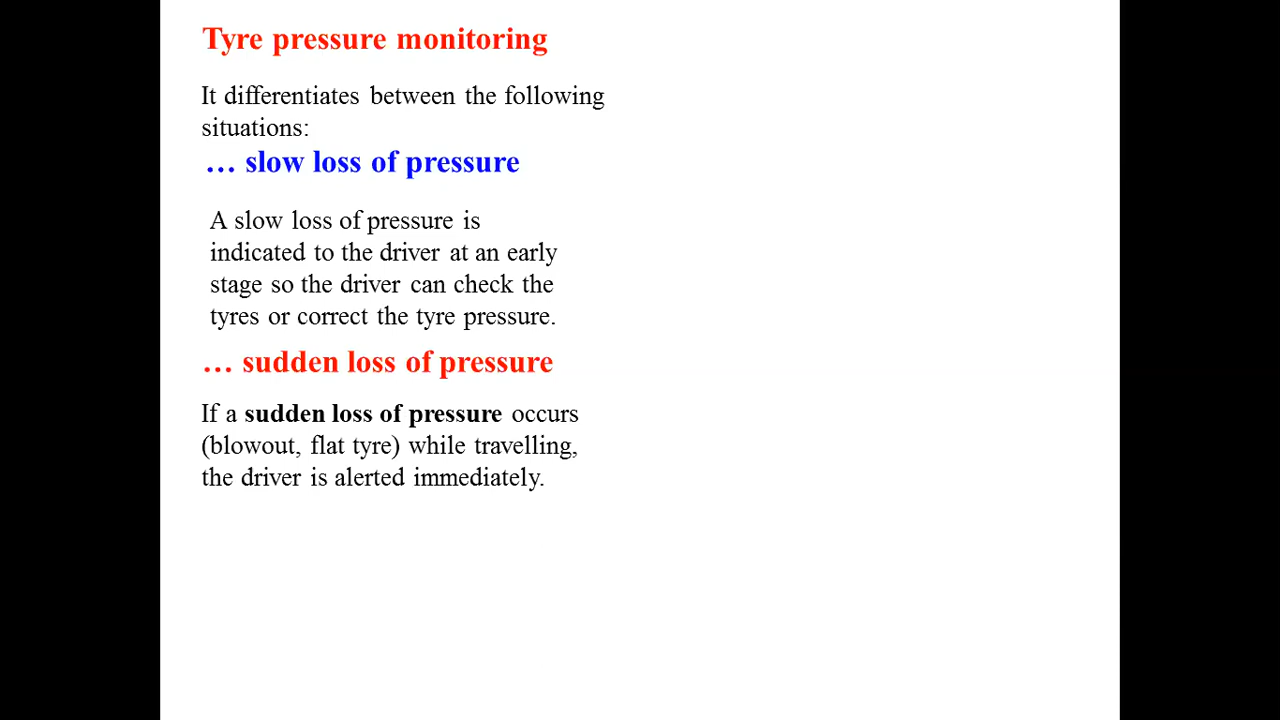 Tyre pressure monitoring
It differentiates between the following
situations:
… slow loss of pressure
A slow loss of pressure is
indicated to the driver at an early
stage so the driver can check the
tyres or correct the tyre pressure.
… sudden loss of pressure
If a sudden loss of pressure occurs
(blowout, flat tyre) while travelling,
the driver is alerted immediately.